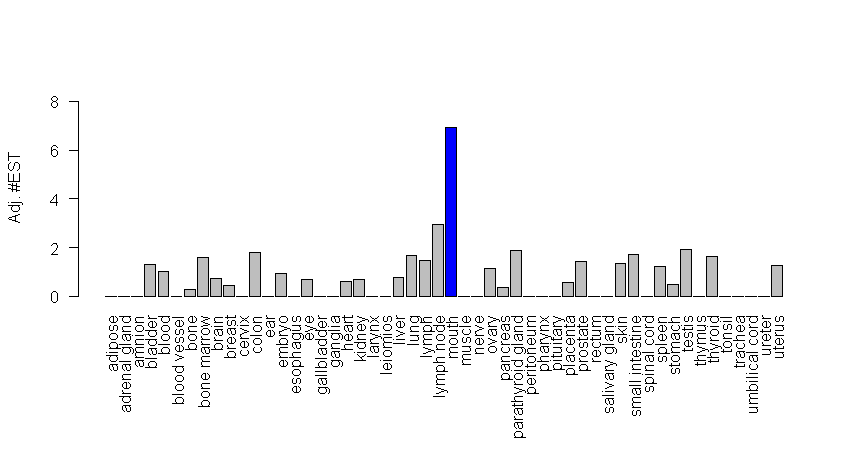 Adj. #EST
8
6
4
2
0
adipose
adrenal gland
amnion
bladder
blood
blood vessel
bone
bone marrow
brain
breast
cervix
colon
ear
embryo
esophagus
eye
gallbladder
ganglia
heart
kidney
larynx
leiomios
liver
lung
lymph
lymph node
mouth
muscle
nerve
ovary
pancreas
parathyroid gland
peritoneum
pharynx
pituitary
placenta
prostate
rectum
salivary gland
skin
small intestine
spinal cord
spleen
stomach
testis
thymus
thyroid
tonsil
trachea
umbilical cord
ureter
uterus